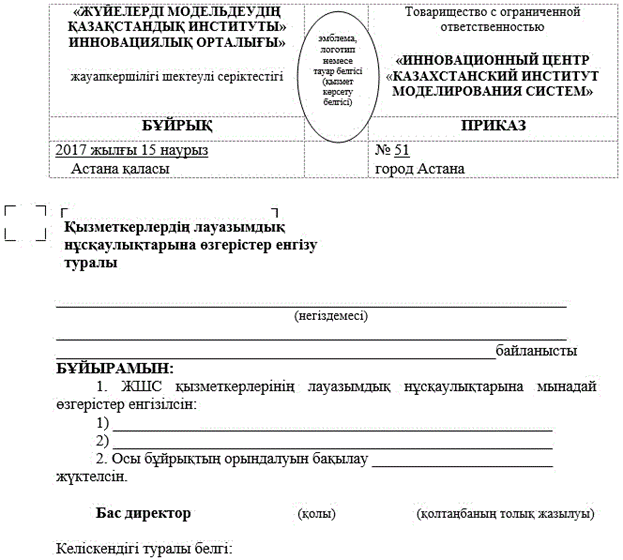 «ЖҮЙЕЛЕРДІ МОДЕЛЬДЕУДІҢ
ҚАЗАҚСТАНДЫҚ ИНСТИТУТЫ»
ИННОВАЦИЯЛЫҚ ОРТАЛЫҒЫ»
жауапкершілігі шектеулі серіктестігі
эмблема,
логотип
немесе
тауар белгісі
(қызмет
көрсету
белгісі)
Товарищество с ограниченной
ответственностью
«ИННОВАЦИОННЫЙ ЦЕНТР
«КАЗАХСТАНСКИЙ ИНСТИТУТ
МОДЕЛИРОВАНИЯ СИСТЕМ»
БҰЙРЫҚ
ПРИКАЗ
2017 жылғы 15 наурыз
Астана қаласы
№ 51
город Астана
Қызметкерлердің лауазымдық
нұсқаулықтарына өзгерістер енгізу
туралы
(негіздемесі)
байланысты
БҰЙЫРАМЫН:
1. ЖШС қызметкерлерінің лауазымдық нұсқаулықтарына мынадай
өзгерістер енгізілсін:
1)
2)
2. Осы бұйрықтың орындалуын бақылау
жүктелсін.
Бас директор (қолы) (қолтаңбаның толық жазылуы)
Келіскендігі туралы белгі: